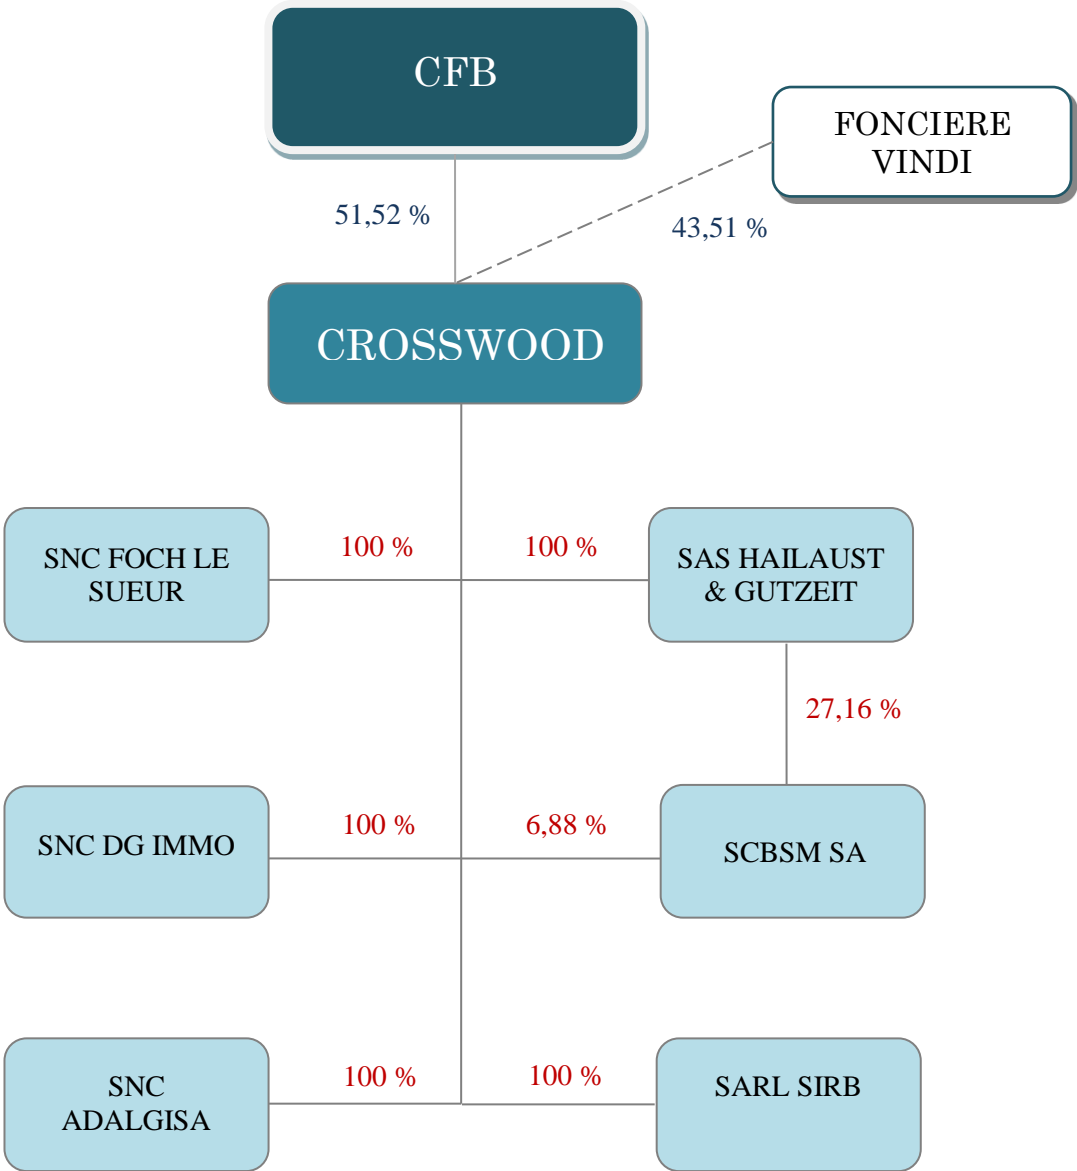 CFB
FONCIERE
VINDI
51,52 %
43,51 %
CROSSWOOD
SNC FOCH LE
SUEUR
100 %
100 %
SAS HAILAUST
& GUTZEIT
27,16 %
SNC DG IMMO
100 %
6,88 %
SCBSM SA
SNC
ADALGISA
100 %
100 %
SARL SIRB